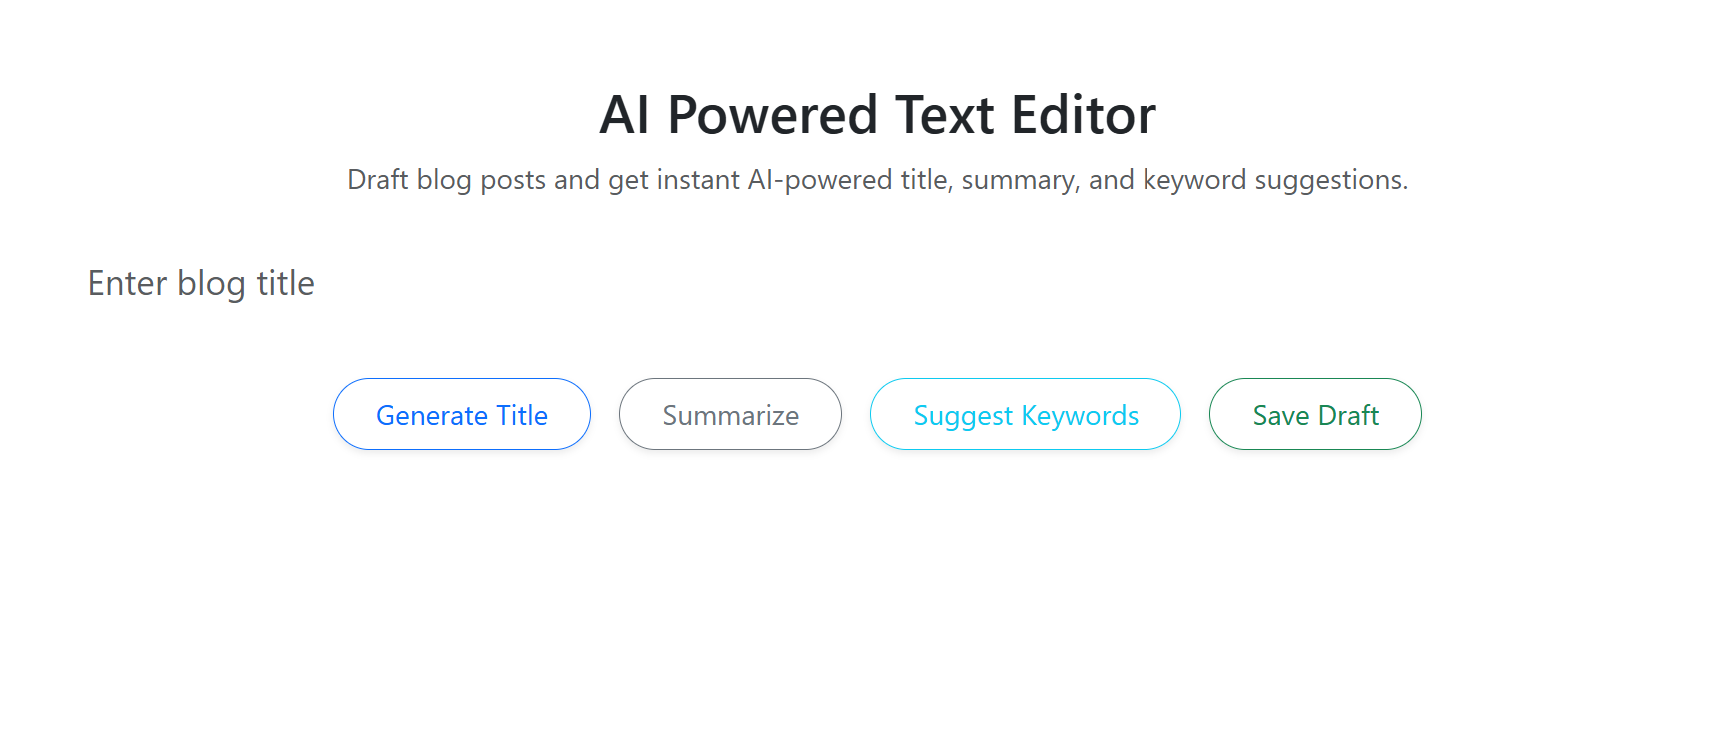 AI Powered Text Editor
Draft blog posts and get instant AI-powered title, summary, and keyword suggestions.
Enter blog title
Generate Title
Summarize
Suggest Keywords
Save Draft